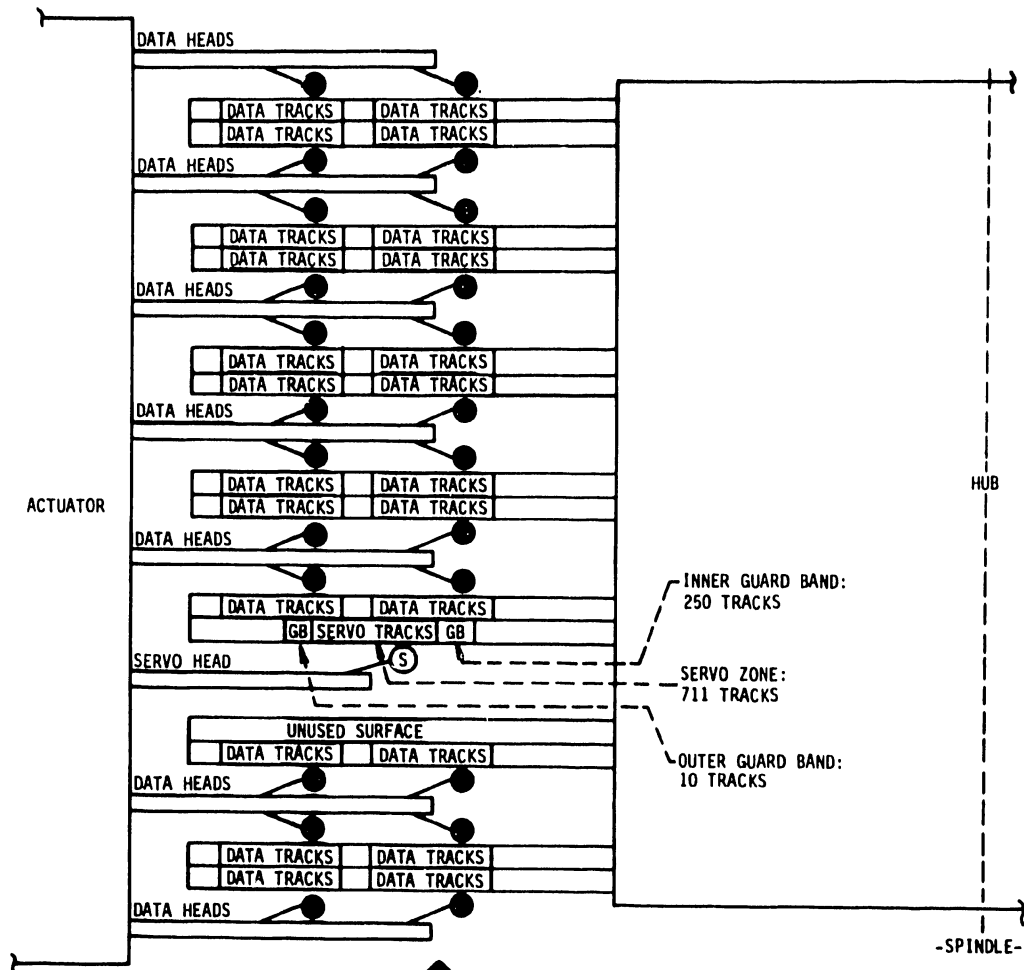 DATA HEADS
DATA TRACKS DATA TRACKS
DATA TRACKS DATA TRACKS
DATA HEADS
DATA TRACKS DATA TRACKS
DATA TRACKS DATA TRACKS
DATA HEADS
DATA TRACKS DATA TRACKS
DATA TRACKS DATA TRACKS
DATA HEADS
DATA TRACKS DATA TRACKS
DATA TRACKS DATA TRACKS
ACTUATOR
HUB
DATA HEADS
INNER GUARD BAND:
250 TRACKS
DATA TRACKS DATA TRACKS
GB SERVO TRACKS GB
SERVO HEAD
S
SERVO ZONE:
711 TRACKS
UNUSED SURFACE
DATA TRACKS DATA TRACKS
OUTER GUARD BAND:
10 TRACKS
DATA HEADS
DATA TRACKS DATA TRACKS
DATA TRACKS DATA TRACKS
DATA HEADS
-SPINDLE-